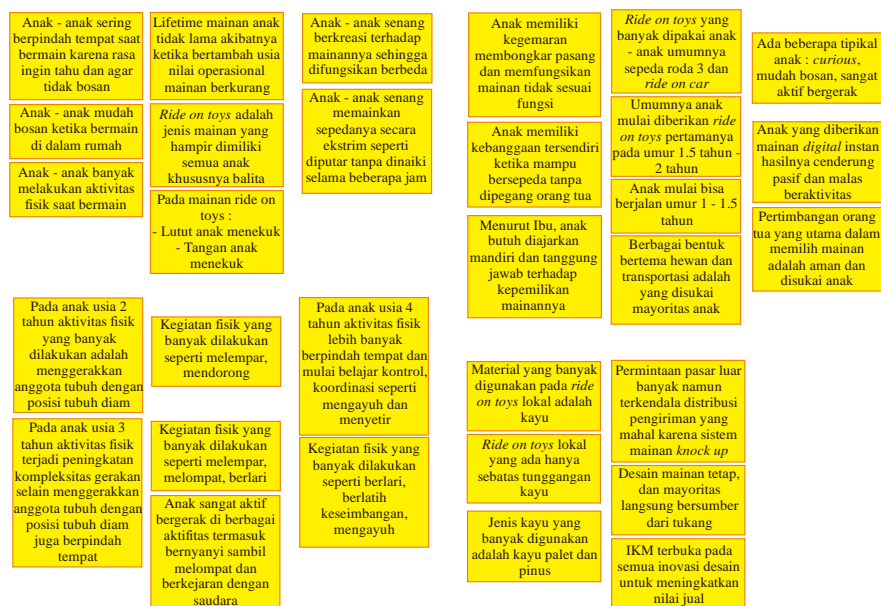 Anak - anak sering
berpindah tempat saat
bermain karena rasa
ingin tahu dan agar
tidak bosan
Anak - anak mudah
bosan ketika bermain
di dalam rumah
Anak - anak banyak
melakukan aktivitas
fisik saat bermain
Lifetime mainan anak
tidak lama akibatnya
ketika bertambah usia
nilai operasional
mainan berkurang
Ride on toys adalah
jenis mainan yang
hampir dimiliki
semua anak
khususnya balita
Pada mainan ride on
toys :
- Lutut anak menekuk
- Tangan anak
menekuk
Anak - anak senang
berkreasi terhadap
mainannya sehingga
difungsikan berbeda
Anak - anak senang
memainkan
sepedanya secara
ekstrim seperti
diputar tanpa dinaiki
selama beberapa jam
Anak memiliki
kegemaran
membongkar pasang
dan memfungsikan
mainan tidak sesuai
fungsi
Anak memiliki
kebanggaan tersendiri
ketika mampu
bersepeda tanpa
dipegang orang tua
Menurut Ibu, anak
butuh diajarkan
mandiri dan tanggung
jawab terhadap
kepemilikan
mainannya
Ride on toys yang
banyak dipakai anak
- anak umumnya
sepeda roda 3 dan
ride on car
Umumnya anak
mulai diberikan ride
on toys pertamanya
pada umur 1.5 tahun -
2 tahun
Anak mulai bisa
berjalan umur 1 - 1.5
tahun
Berbagai bentuk
bertema hewan dan
transportasi adalah
yang disukai
mayoritas anak
Ada beberapa tipikal
anak : curious,
mudah bosan, sangat
aktif bergerak
Anak yang diberikan
mainan digital instan
hasilnya cenderung
pasif dan malas
beraktivitas
Pertimbangan orang
tua yang utama dalam
memilih mainan
adalah aman dan
disukai anak
Pada anak usia 2
tahun aktivitas fisik
yang banyak
dilakukan adalah
menggerakkan
anggota tubuh dengan
posisi tubuh diam
Pada anak usia 3
tahun aktivitas fisik
terjadi peningkatan
kompleksitas gerakan
selain menggerakkan
anggota tubuh dengan
posisi tubuh diam
juga berpindah
tempat
Kegiatan fisik yang
banyak dilakukan
seperti melempar,
mendorong
Kegiatan fisik yang
banyak dilakukan
seperti melempar,
melompat, berlari
Anak sangat aktif
bergerak di berbagai
aktifitas termasuk
bernyanyi sambil
melompat dan
berkejaran dengan
saudara
Pada anak usia 4
tahun aktivitas fisik
lebih banyak
berpindah tempat dan
mulai belajar kontrol,
koordinasi seperti
mengayuh dan
menyetir
Kegiatan fisik yang
banyak dilakukan
seperti berlari,
berlatih
keseimbangan,
mengayuh
Material yang banyak
digunakan pada ride
on toys lokal adalah
kayu
Ride on toys lokal
yang ada hanya
sebatas tunggangan
kayu
Jenis kayu yang
banyak digunakan
adalah kayu palet dan
pinus
Permintaan pasar luar
banyak namun
terkendala distribusi
pengiriman yang
mahal karena sistem
mainan knock up
Desain mainan tetap,
dan mayoritas
langsung bersumber
dari tukang
IKM terbuka pada
semua inovasi desain
untuk meningkatkan
nilai jual